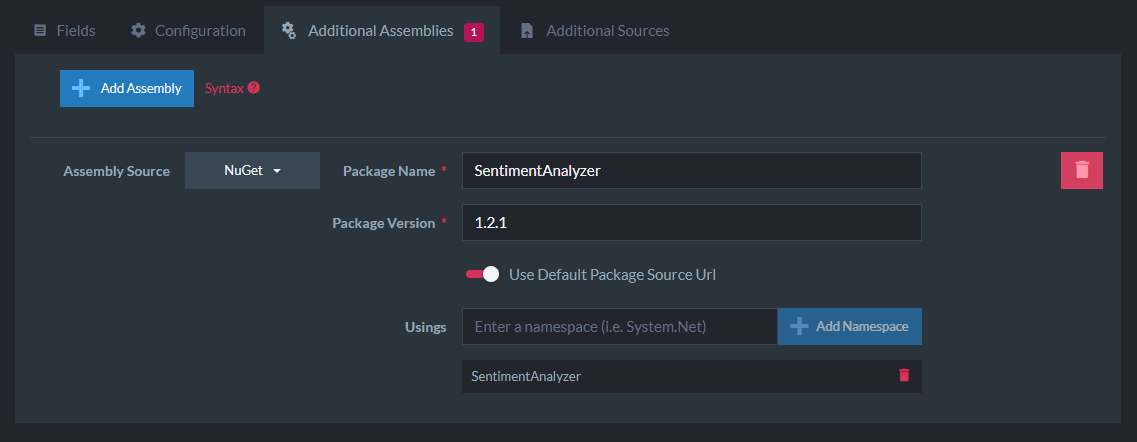 Fields Configuration Additional Assemblies 1 Additional Sources
Add Assembly Syntax ?
Assembly Source NuGet Package Name * SentimentAnalyzer
Package Version * 1.2.1
Use Default Package Source Url
Usings Enter a namespace (i.e. System.Net) Add Namespace
SentimentAnalyzer